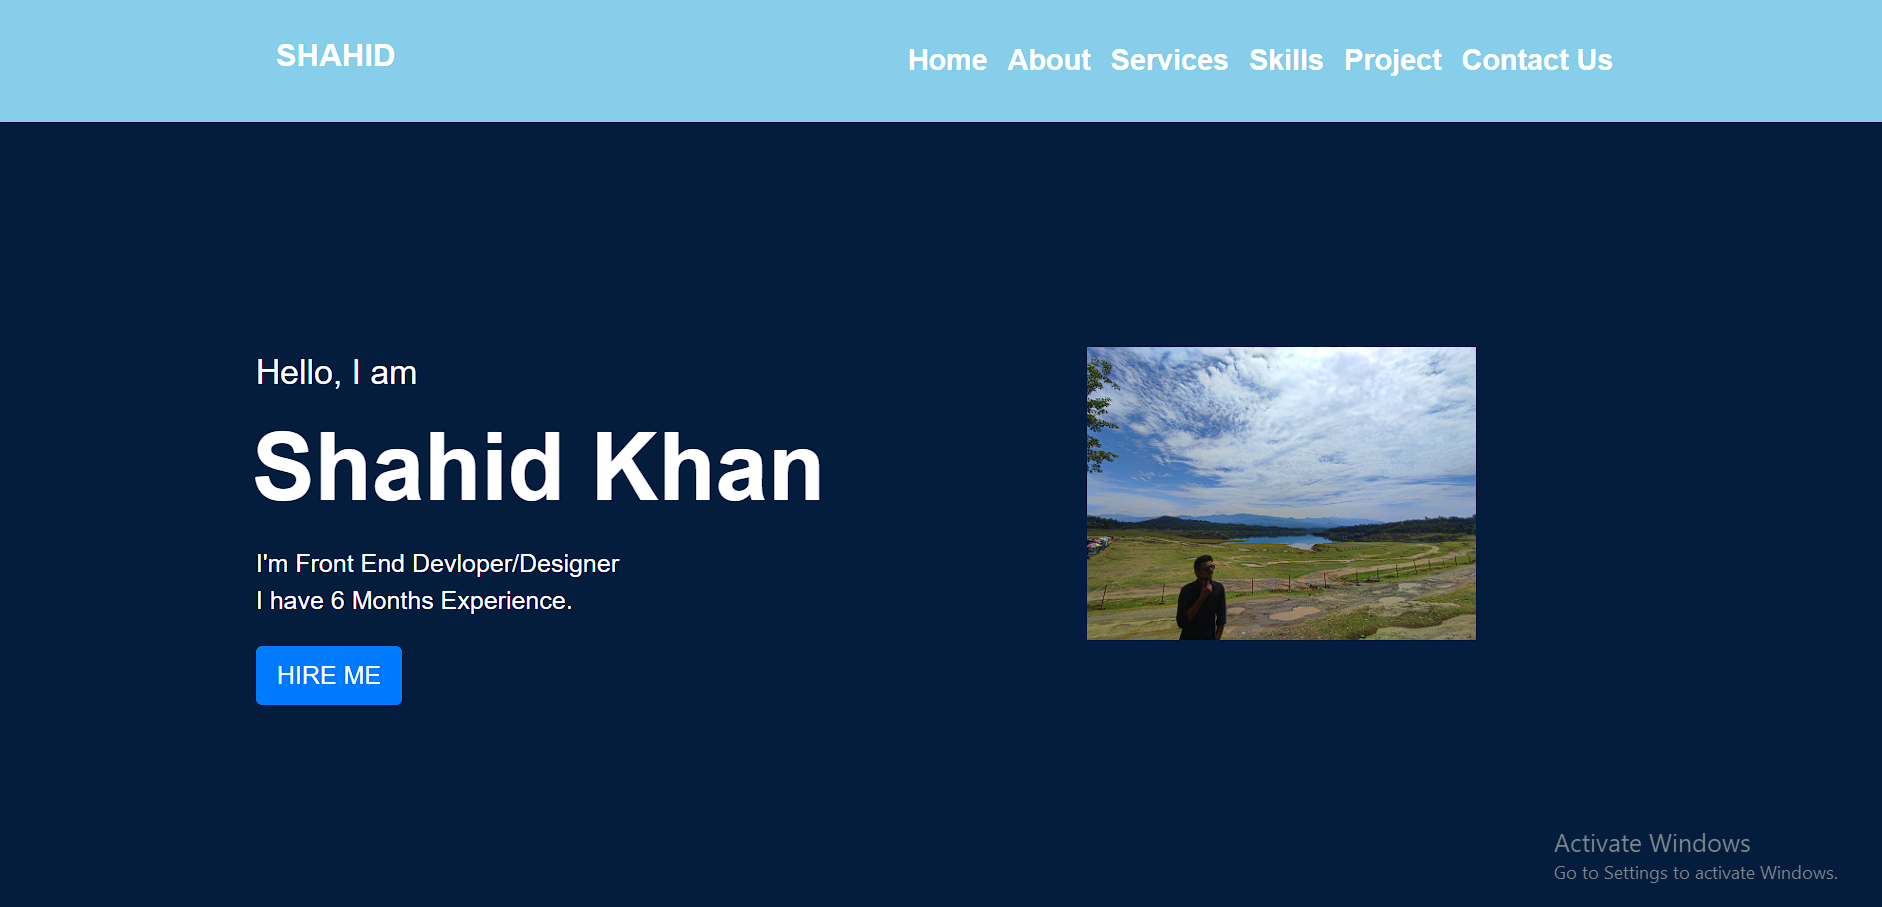 SHAHID
Home About Services Skills Project Contact Us
Hello, I am
Shahid Khan
I'm Front End Devloper/Designer
I have 6 Months Experience.
HIRE ME
Activate Windows
Go to Settings to activate Windows.